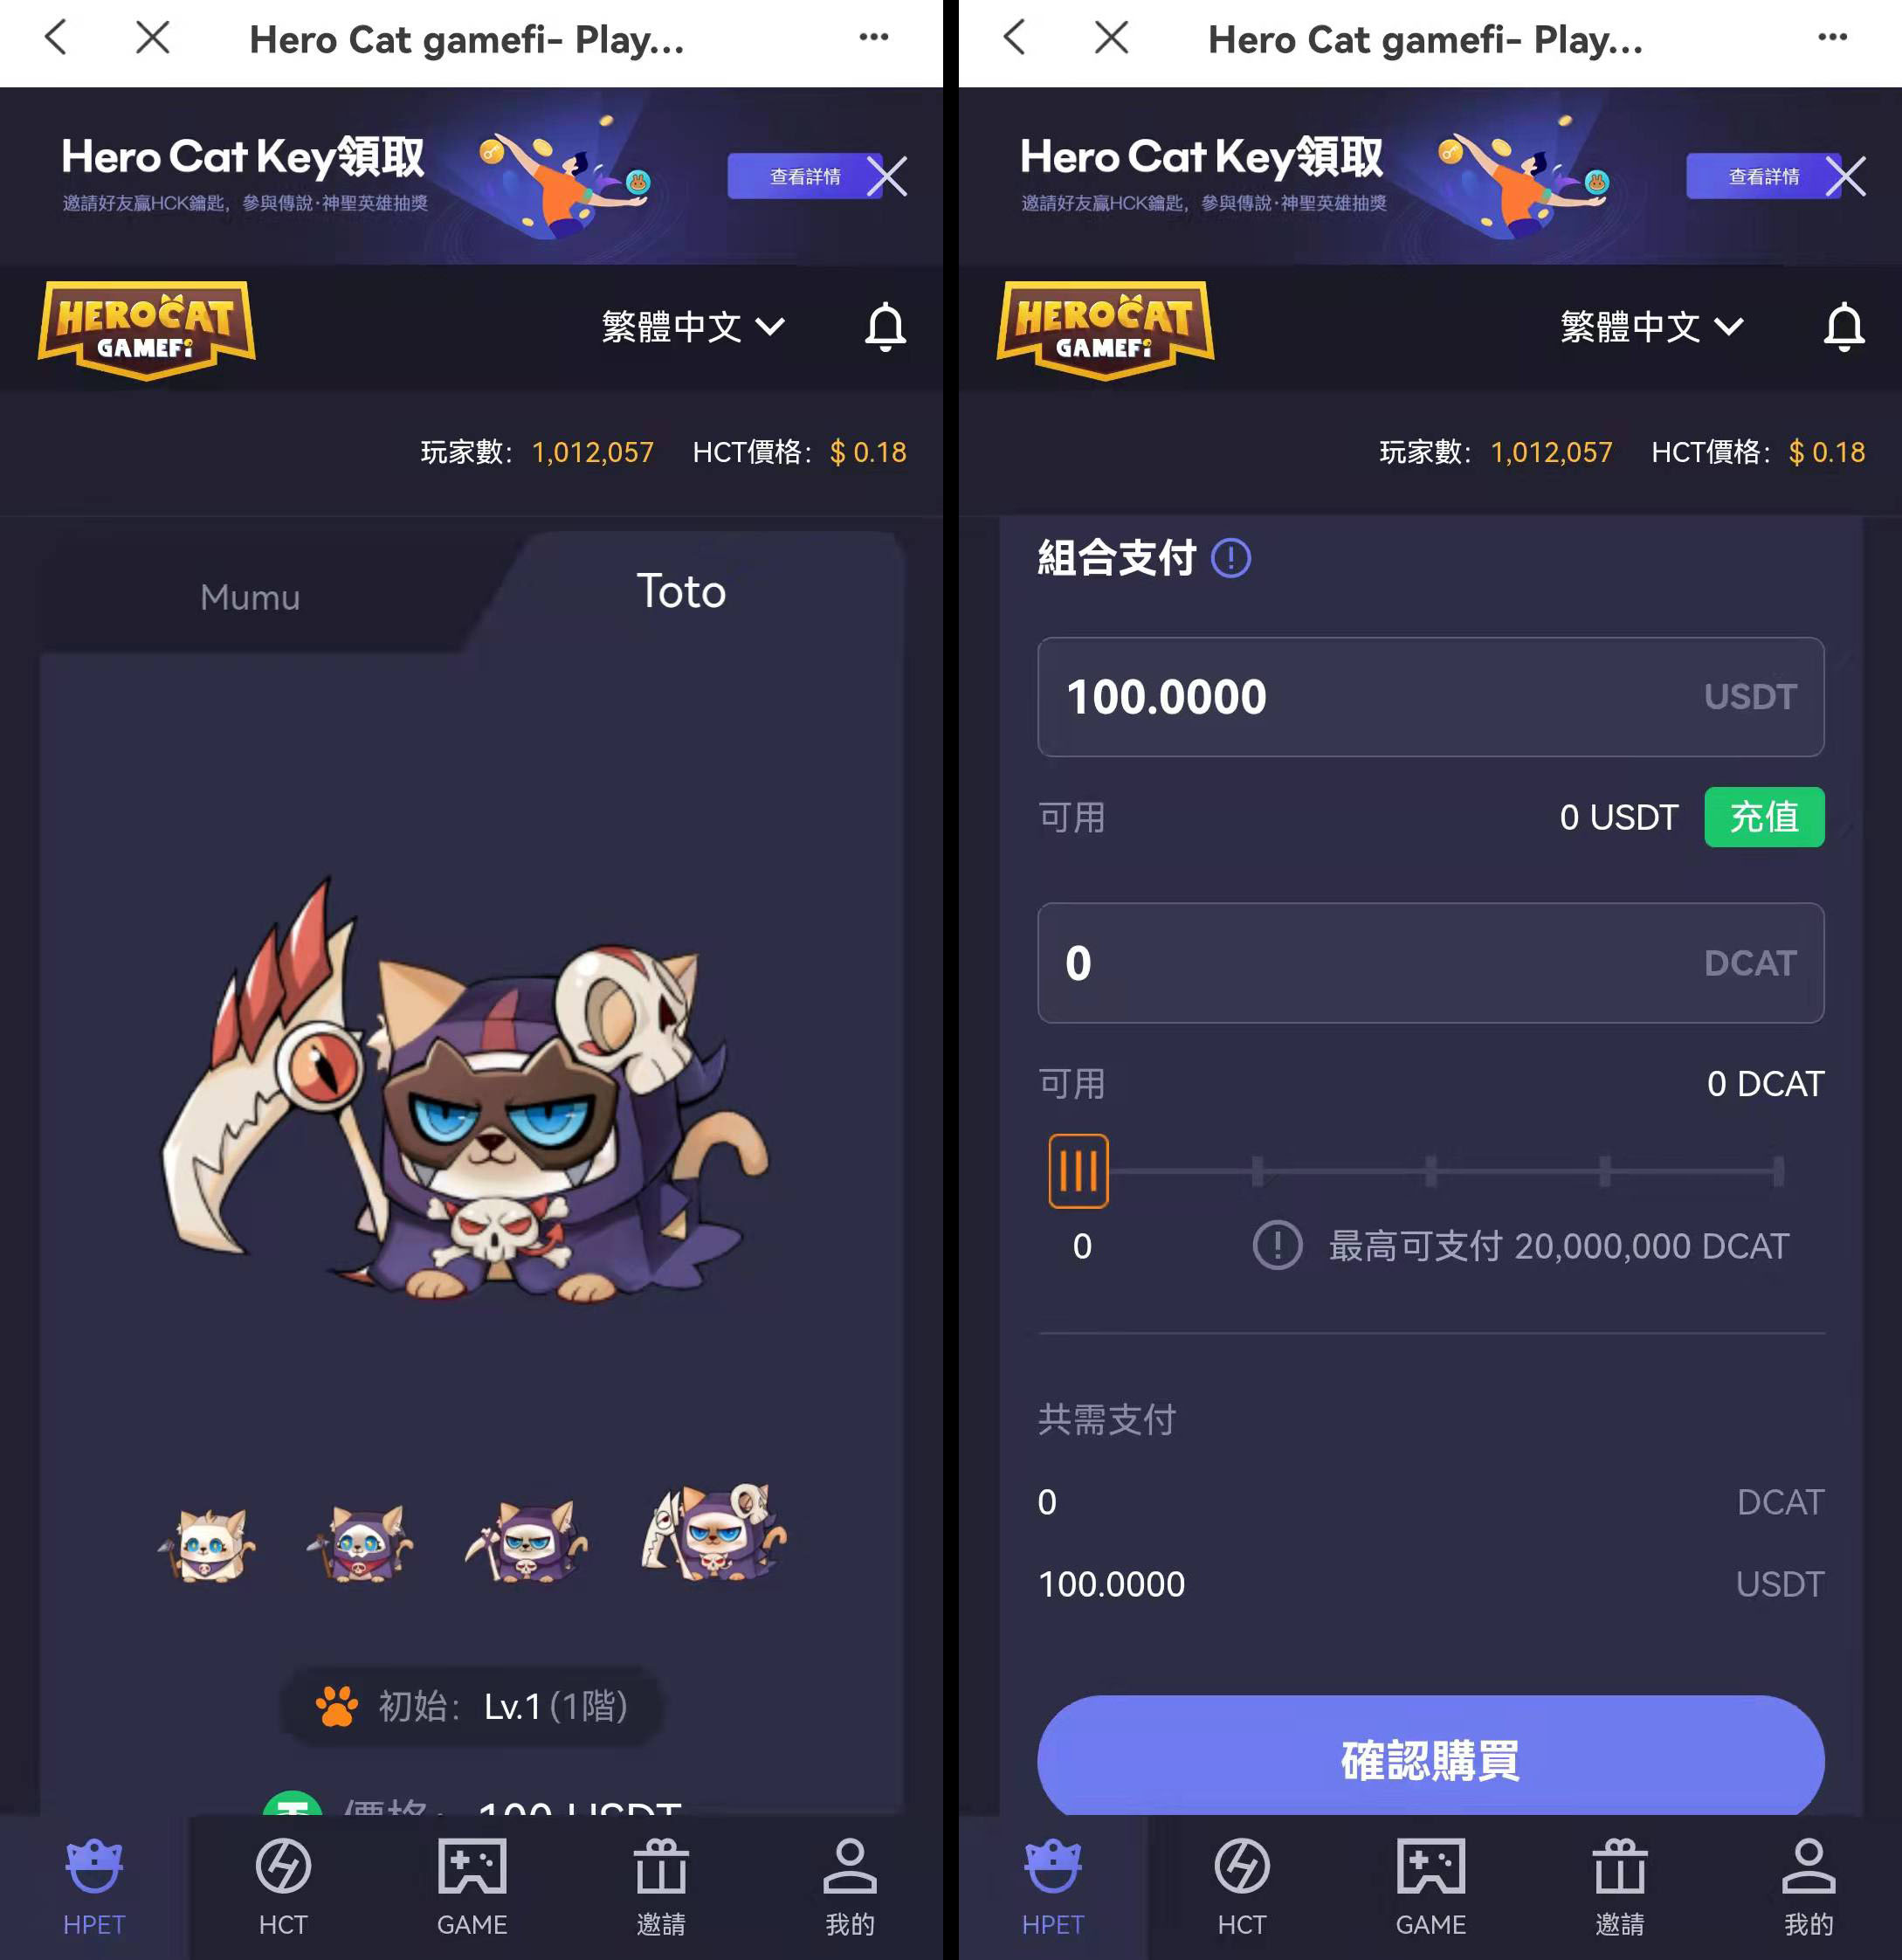 Hero Cat gamefi- Play...
Hero Cat Key領取
邀請好友贏HCK鑰匙，參與傳說·神聖英雄抽獎
查看詳情
HEROCAT
GAMEFi
繁體中文
玩家數：1,012,057 HCT價格：$ 0.18
Mumu
Toto
初始：Lv.1 (1階)
價格：100 USDT
HPET
HCT
GAME
邀請
我的
Hero Cat gamefi- Play...
Hero Cat Key領取
邀請好友贏HCK鑰匙，參與傳說·神聖英雄抽獎
查看詳情
HEROCAT
GAMEFi
繁體中文
玩家數：1,012,057 HCT價格：$ 0.18
組合支付
100.0000 USDT
可用 0 USDT 充值
0 DCAT
可用 0 DCAT
0 最高可支付 20,000,000 DCAT
共需支付
0 DCAT
100.0000 USDT
確認購買
HPET
HCT
GAME
邀請
我的